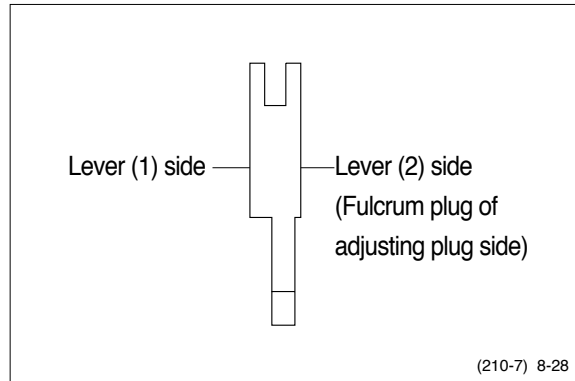 Lever (1) side
Lever (2) side
(Fulcrum plug of
adjusting plug side)
(210-7) 8-28